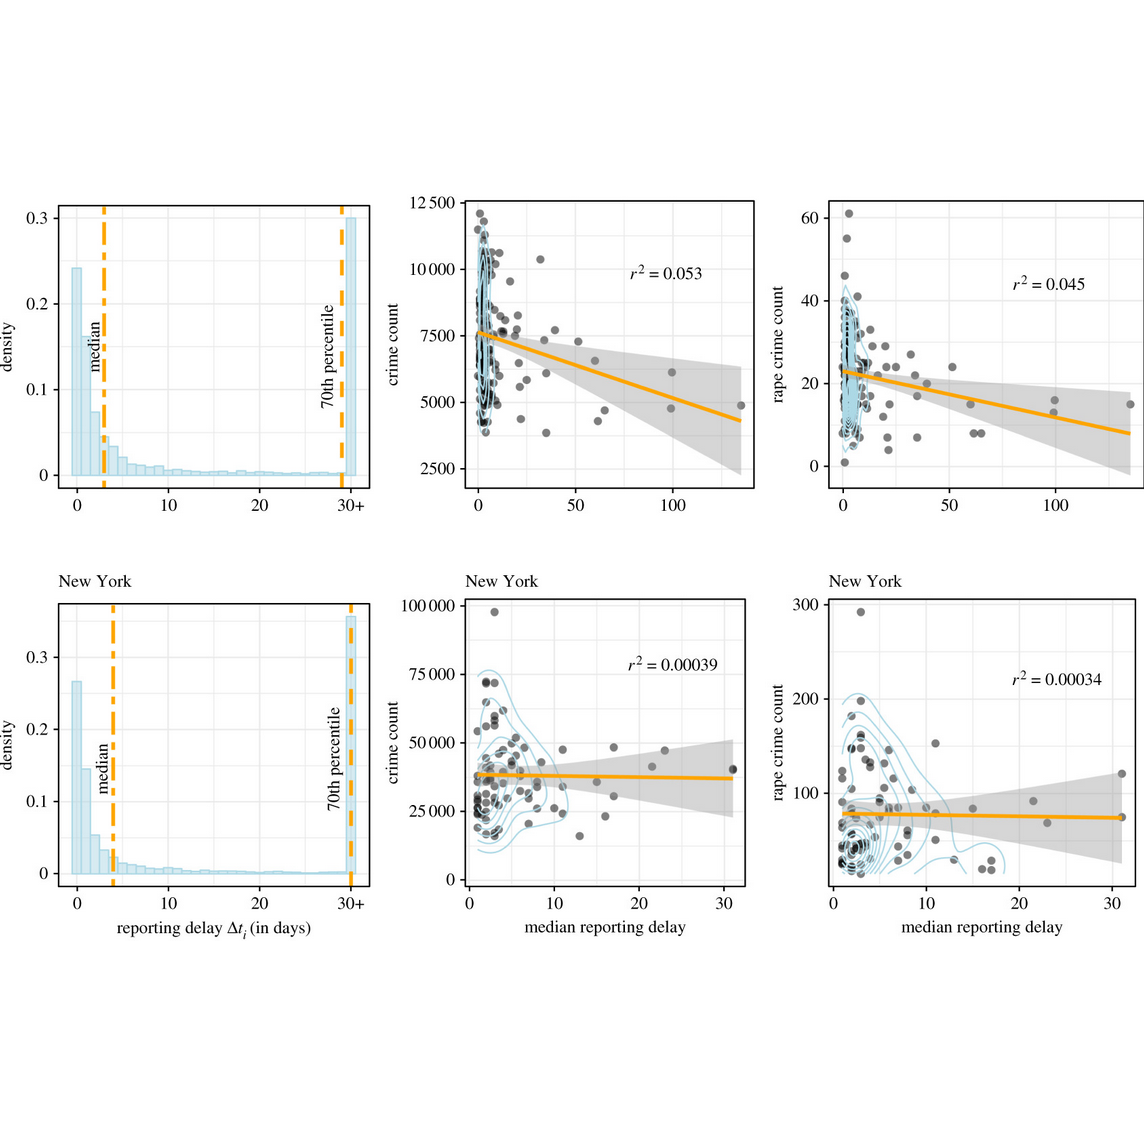 0.3
0.2
0.1
0
density
median
70th percentile
0 10 20 30+
12 500
10 000
7500
5000
2500
crime count
r² = 0.053
0 50 100
60
40
20
0
rape crime count
r² = 0.045
0 50 100
New York
0.3
0.2
0.1
0
density
median
70th percentile
0 10 20 30+
reporting delay Δtᵢ (in days)
New York
100 000
75 000
50 000
25 000
0
crime count
r² = 0.00039
0 10 20 30
median reporting delay
New York
300
200
100
rape crime count
r² = 0.00034
0 10 20 30
median reporting delay